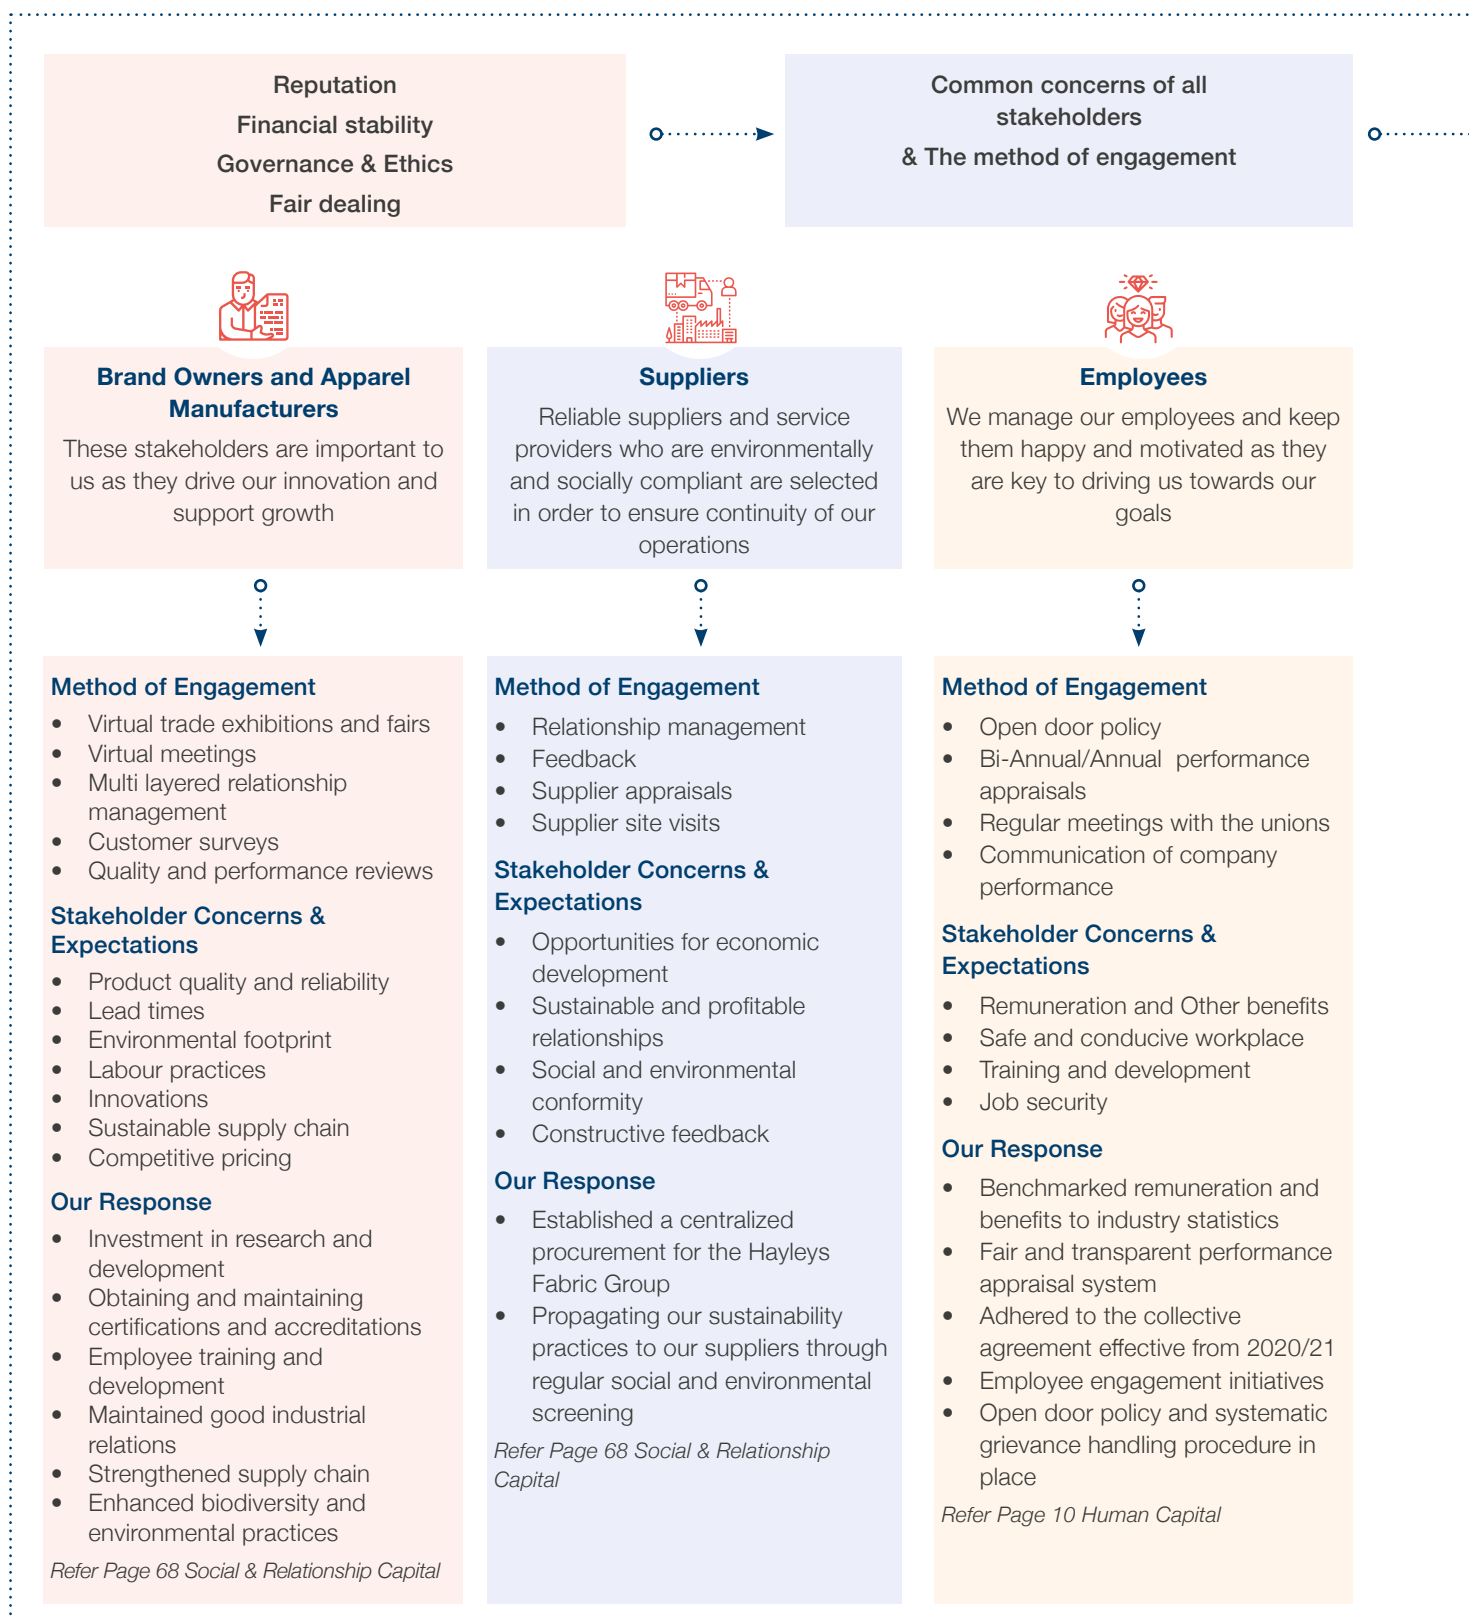 Reputation
Financial stability
Governance & Ethics
Fair dealing
Common concerns of all
stakeholders
& The method of engagement
Brand Owners and Apparel
Manufacturers
These stakeholders are important to
us as they drive our innovation and
support growth
Method of Engagement
• Virtual trade exhibitions and fairs
• Virtual meetings
• Multi layered relationship
management
• Customer surveys
• Quality and performance reviews
Stakeholder Concerns &
Expectations
• Product quality and reliability
• Lead times
• Environmental footprint
• Labour practices
• Innovations
• Sustainable supply chain
• Competitive pricing
Our Response
• Investment in research and
development
• Obtaining and maintaining
certifications and accreditations
• Employee training and
development
• Maintained good industrial
relations
• Strengthened supply chain
• Enhanced biodiversity and
environmental practices
Refer Page 68 Social & Relationship Capital
Suppliers
Reliable suppliers and service
providers who are environmentally
and socially compliant are selected
in order to ensure continuity of our
operations
Method of Engagement
• Relationship management
• Feedback
• Supplier appraisals
• Supplier site visits
Stakeholder Concerns &
Expectations
• Opportunities for economic
development
• Sustainable and profitable
relationships
• Social and environmental
conformity
• Constructive feedback
Our Response
• Established a centralized
procurement for the Hayleys
Fabric Group
• Propagating our sustainability
practices to our suppliers through
regular social and environmental
screening
Refer Page 68 Social & Relationship
Capital
Employees
We manage our employees and keep
them happy and motivated as they
are key to driving us towards our
goals
Method of Engagement
• Open door policy
• Bi-Annual/Annual performance
appraisals
• Regular meetings with the unions
• Communication of company
performance
Stakeholder Concerns &
Expectations
• Remuneration and Other benefits
• Safe and conducive workplace
• Training and development
• Job security
Our Response
• Benchmarked remuneration and
benefits to industry statistics
• Fair and transparent performance
appraisal system
• Adhered to the collective
agreement effective from 2020/21
• Employee engagement initiatives
• Open door policy and systematic
grievance handling procedure in
place
Refer Page 10 Human Capital